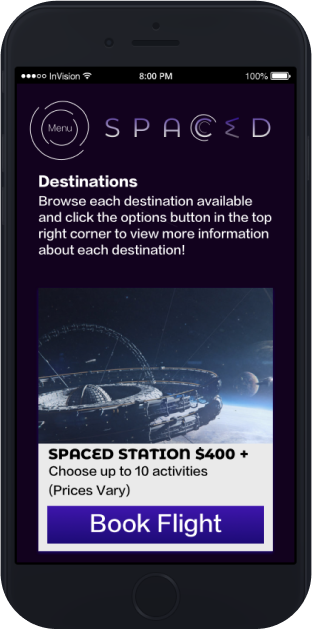 InVision 8:00 PM 100%
Menu SPACED
Destinations
Browse each destination available
and click the options button in the top
right corner to view more information
about each destination!
SPACED STATION $400 +
Choose up to 10 activities
(Prices Vary)
Book Flight